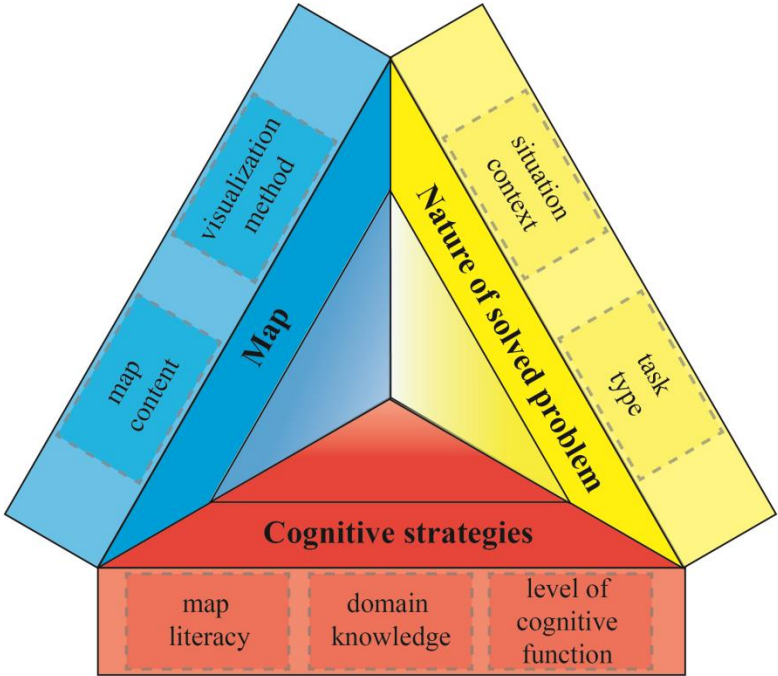 visualization
method
map
content
Map
situation
context
task
type
Nature of solved problem
Cognitive strategies
map
literacy
domain
knowledge
level of
cognitive
function